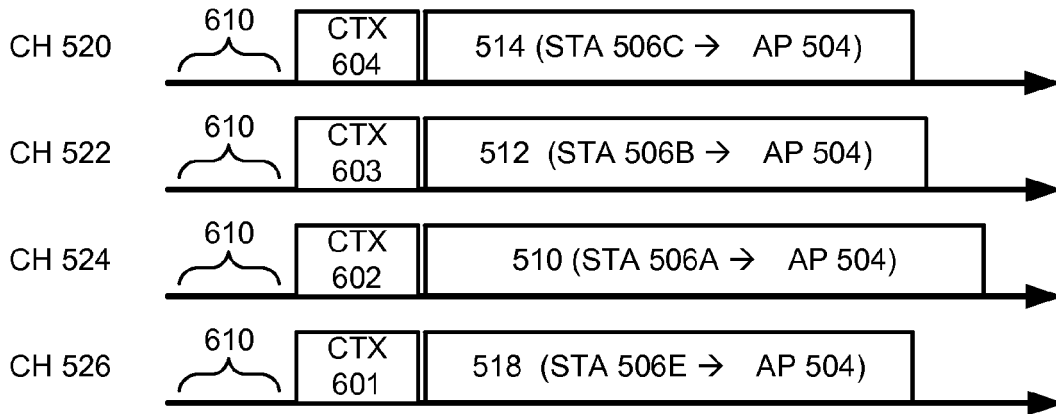 610
CH 520
CTX
604
514 (STA 506C → AP 504)
610
CH 522
CTX
603
512 (STA 506B → AP 504)
610
CH 524
CTX
602
510 (STA 506A → AP 504)
610
CH 526
CTX
601
518 (STA 506E → AP 504)